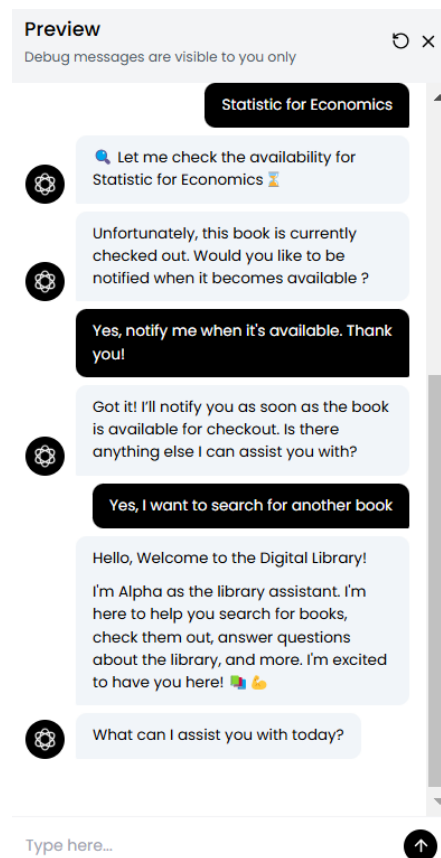 Preview
Debug messages are visible to you only
Statistic for Economics
🔍 Let me check the availability for
Statistic for Economics ⏳
Unfortunately, this book is currently
checked out. Would you like to be
notified when it becomes available ?
Yes, notify me when it's available. Thank
you!
Got it! I'll notify you as soon as the book
is available for checkout. Is there
anything else I can assist you with?
Yes, I want to search for another book
Hello, Welcome to the Digital Library!
I'm Alpha as the library assistant. I'm
here to help you search for books,
check them out, answer questions
about the library, and more. I'm excited
to have you here! 📚 💪
What can I assist you with today?
Type here...